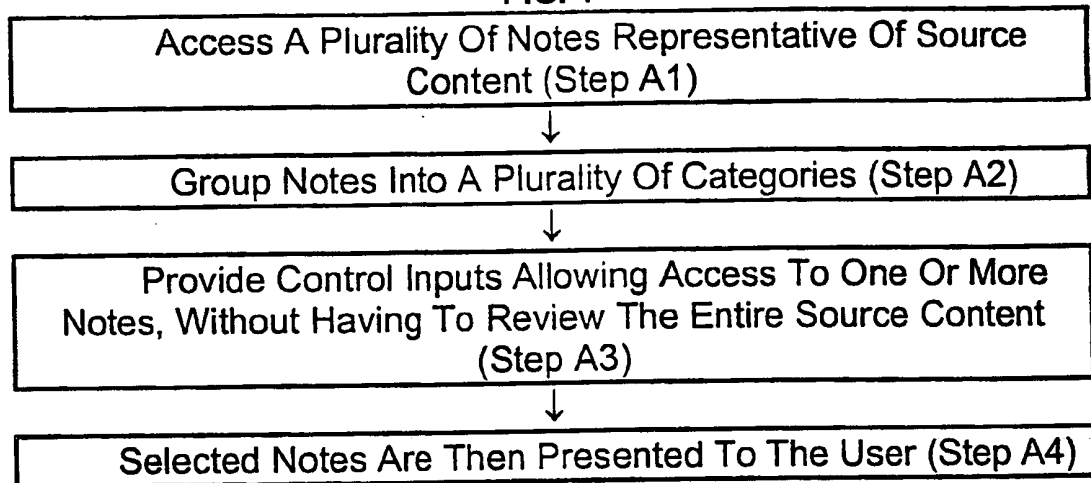 Access A Plurality Of Notes Representative Of Source
Content (Step A1)
↓
Group Notes Into A Plurality Of Categories (Step A2)
↓
Provide Control Inputs Allowing Access To One Or More
Notes, Without Having To Review The Entire Source Content
(Step A3)
↓
Selected Notes Are Then Presented To The User (Step A4)